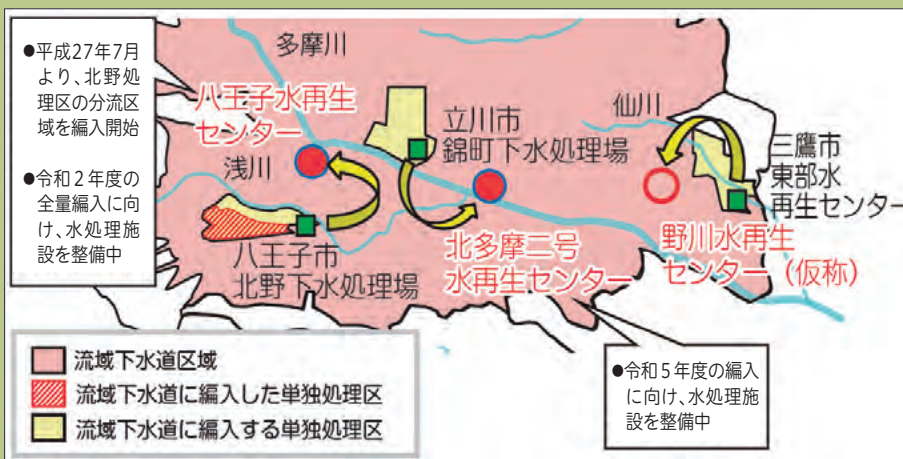 ●平成27年7月
より、北野処
理区の分流区
域を編入開始
●令和2年度の
全量編入に向
け、水処理施
設を整備中
多摩川
八王子水再生
センター
浅川
立川市
錦町下水処理場
仙川
三鷹市
東部水
再生センター
八王子市
北野下水処理場
北多摩二号
水再生センター
野川水再生
センター（仮称）
流域下水道区域
流域下水道に編入した単独処理区
流域下水道に編入する単独処理区
●令和5年度の編入
に向け、水処理施
設を整備中